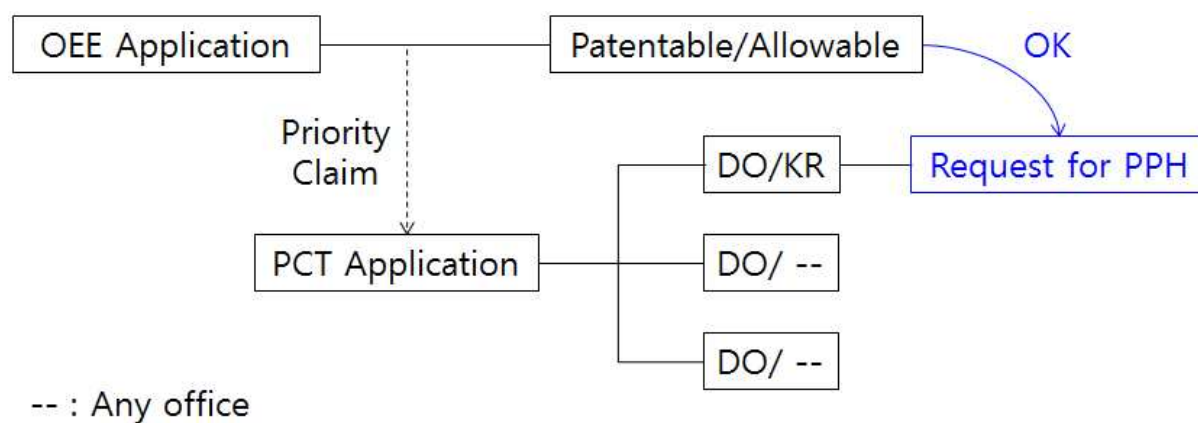 OEE Application
Patentable/Allowable
OK
Priority
Claim
DO/KR
Request for PPH
PCT Application
DO/ --
DO/ --
-- : Any office